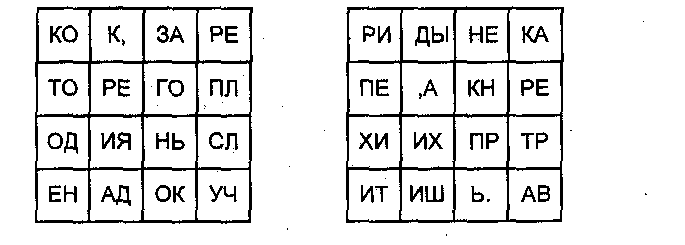 КО К, ЗА РЕ
ТО РЕ ГО ПЛ
ОД ИЯ НЬ СЛ
ЕН АД ОК УЧ
РИ ДЫ НЕ КА
ПЕ ,А КН РЕ
ХИ ИХ ПР ТР
ИТ ИШ Ь. АВ